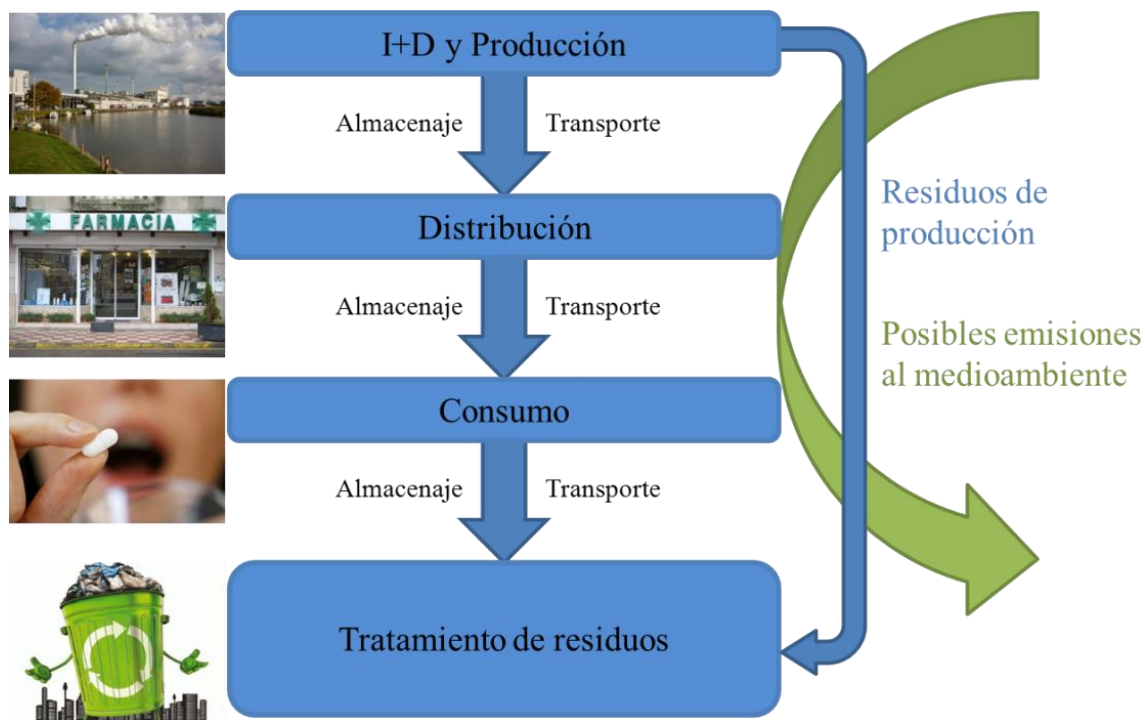 I+D y Producción
Almacenaje
Transporte
FARMACIA
Distribución
Residuos de
producción
Almacenaje
Transporte
Posibles emisiones
al medioambiente
Consumo
Almacenaje
Transporte
Tratamiento de residuos